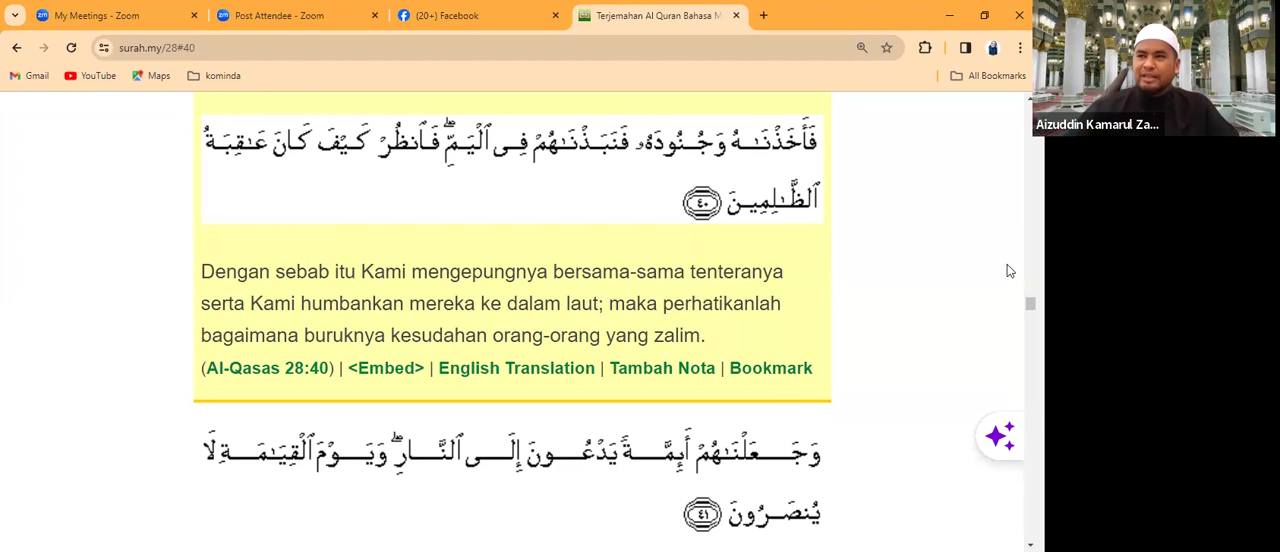 My Meetings - Zoom
Post Attendee - Zoom
(20+) Facebook
Terjemahan Al Quran Bahasa M
surah.my/28#40
Gmail
YouTube
Maps
kominda
All Bookmarks
Aizuddin Kamarul Za...
فَأَخَذْنَـٰهُ وَجُنُودَهُۥ فَنَبَذْنَـٰهُمْ فِى ٱلْيَمِّ ۖ فَٱنظُرْ كَيْفَ كَانَ عَـٰقِبَةُ
ٱلظَّـٰلِمِينَ ٤٠
Dengan sebab itu Kami mengepungnya bersama-sama tenteranya
serta Kami humbankan mereka ke dalam laut; maka perhatikanlah
bagaimana buruknya kesudahan orang-orang yang zalim.
(Al-Qasas 28:40) | <Embed> | English Translation | Tambah Nota | Bookmark
وَجَعَلْنَـٰهُمْ أَئِمَّةً يَدْعُونَ إِلَى ٱلنَّارِ ۖ وَيَوْمَ ٱلْقِيَـٰمَةِ لَا
يُنصَرُونَ ٤١